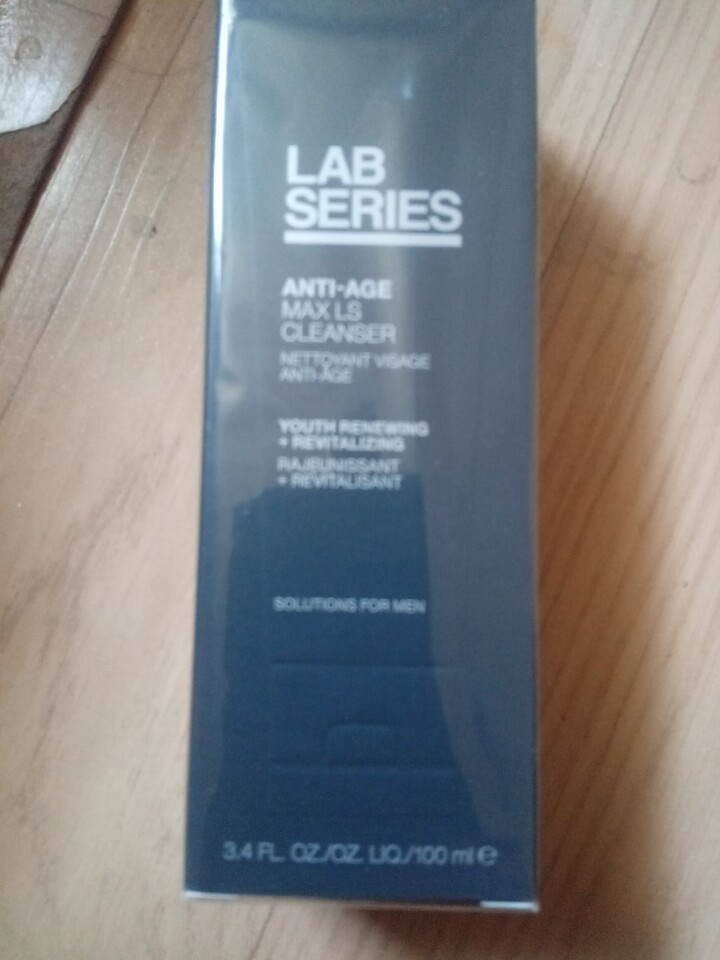 LAB
SERIES
ANTI-AGE
MAX LS
CLEANSER
NETTOYANT VISAGE
ANTI-ÂGE
YOUTH RENEWING
+ REVITALIZING
RAJEUNISSANT
+ REVITALISANT
SOLUTIONS FOR MEN
3.4 FL. OZ./OZ. LIQ./100 ml ℮